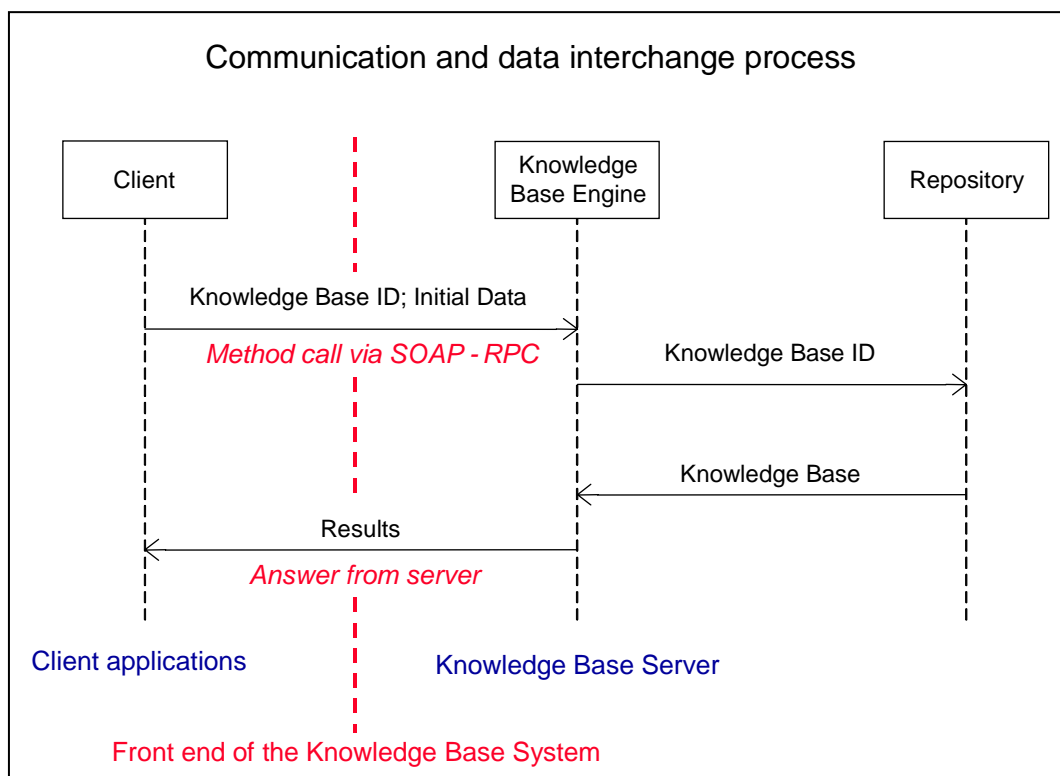 Communication and data interchange process
Client
Knowledge
Base Engine
Repository
Knowledge Base ID; Initial Data
Method call via SOAP - RPC
Knowledge Base ID
Knowledge Base
Results
Answer from server
Client applications
Knowledge Base Server
Front end of the Knowledge Base System